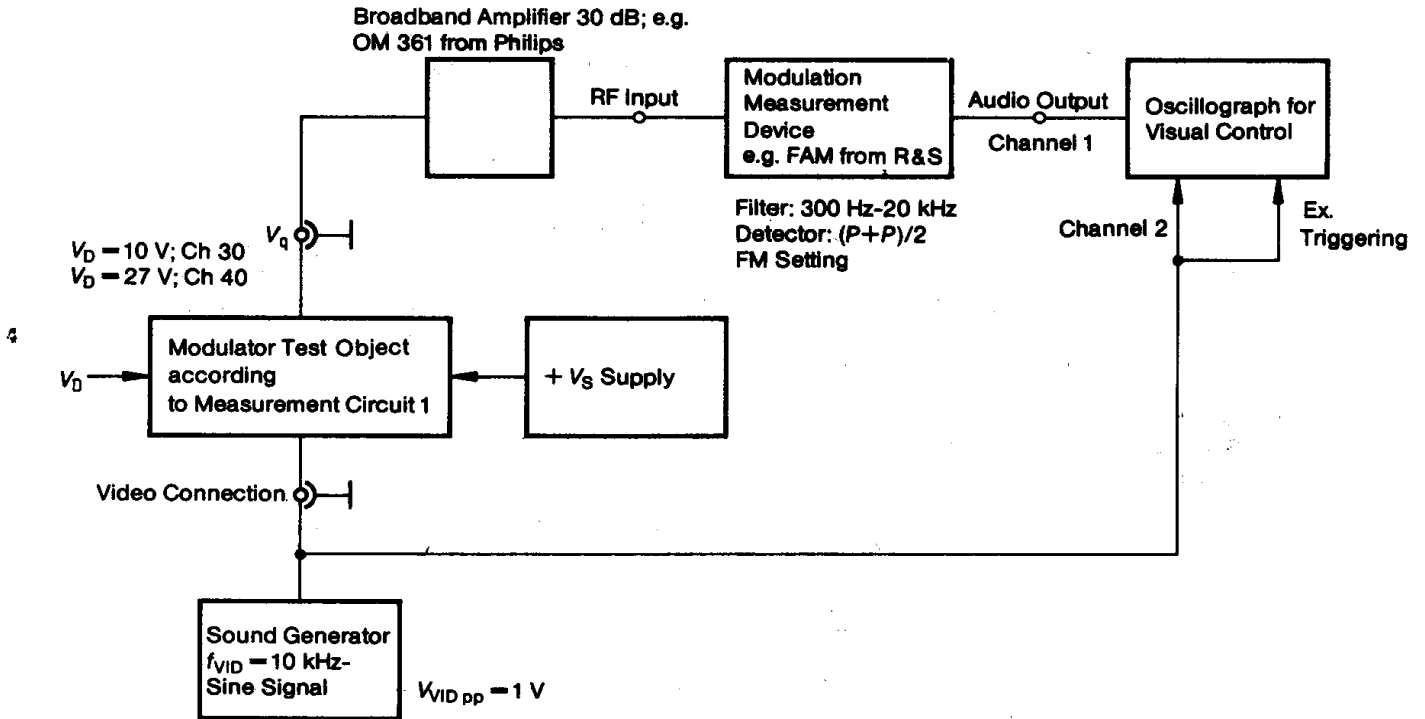 Broadband Amplifier 30 dB; e.g.
OM 361 from Philips
RF Input
Modulation
Measurement
Device
e.g. FAM from R&S
Audio Output
Channel 1
Oscillograph for
Visual Control
Filter: 300 Hz-20 kHz
Detector: (P+P)/2
FM Setting
Channel 2
Ex.
Triggering
Vq
VD = 10 V; Ch 30
VD = 27 V; Ch 40
VD
Modulator Test Object
according
to Measurement Circuit 1
+ VS Supply
Video Connection
Sound Generator
fVID = 10 kHz-
Sine Signal
VVID pp = 1 V